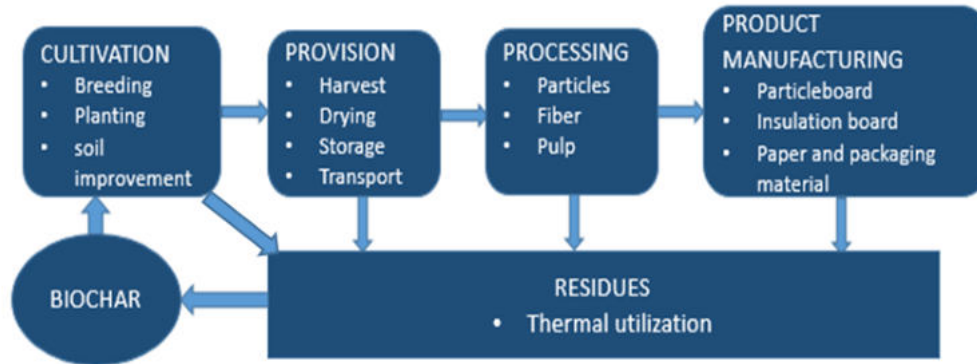 CULTIVATION
• Breeding
• Planting
• soil
improvement
PROVISION
• Harvest
• Drying
• Storage
• Transport
PROCESSING
• Particles
• Fiber
• Pulp
PRODUCT
MANUFACTURING
• Particleboard
• Insulation board
• Paper and packaging
material
BIOCHAR
RESIDUES
• Thermal utilization